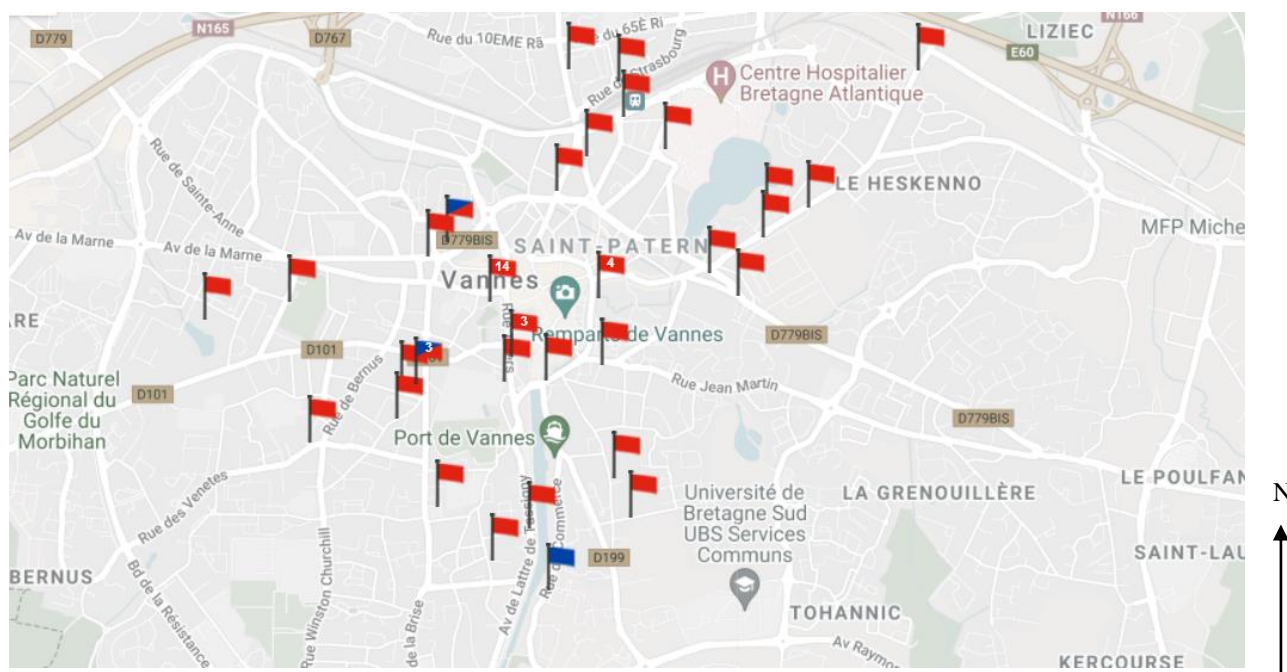 N165
D779
D767
Rue du 10EME Rã
Rue du 65È Ri
Rue de Strasbourg
N166
LIZIEC
E60
H
Centre Hospitalier
Bretagne Atlantique
Rue de Sainte-Anne
LE HESKENNO
MFP Miche
Av de la Marne
Av de la Marne
D779BIS
SAINT-PATERN
14
4
Vannes
3
Remparts de Vannes
D779BIS
ARE
D101
3
Rue de Bernus
Rue Jean Martin
Parc Naturel
Régional du
Golfe du
Morbihan
D101
D779BIS
Port de Vannes
LE POULFAN
Rue des Venetes
Av de Lattre de Tassigny
Rue du Commerce
Université de
Bretagne Sud
UBS Services
Communs
LA GRENOUILLÈRE
N
BERNUS
D199
SAINT-LAU
Bd de la Résistance
Rue Winston Churchill
de la Brise
TOHANNIC
Av Raymo
KERCOURSE